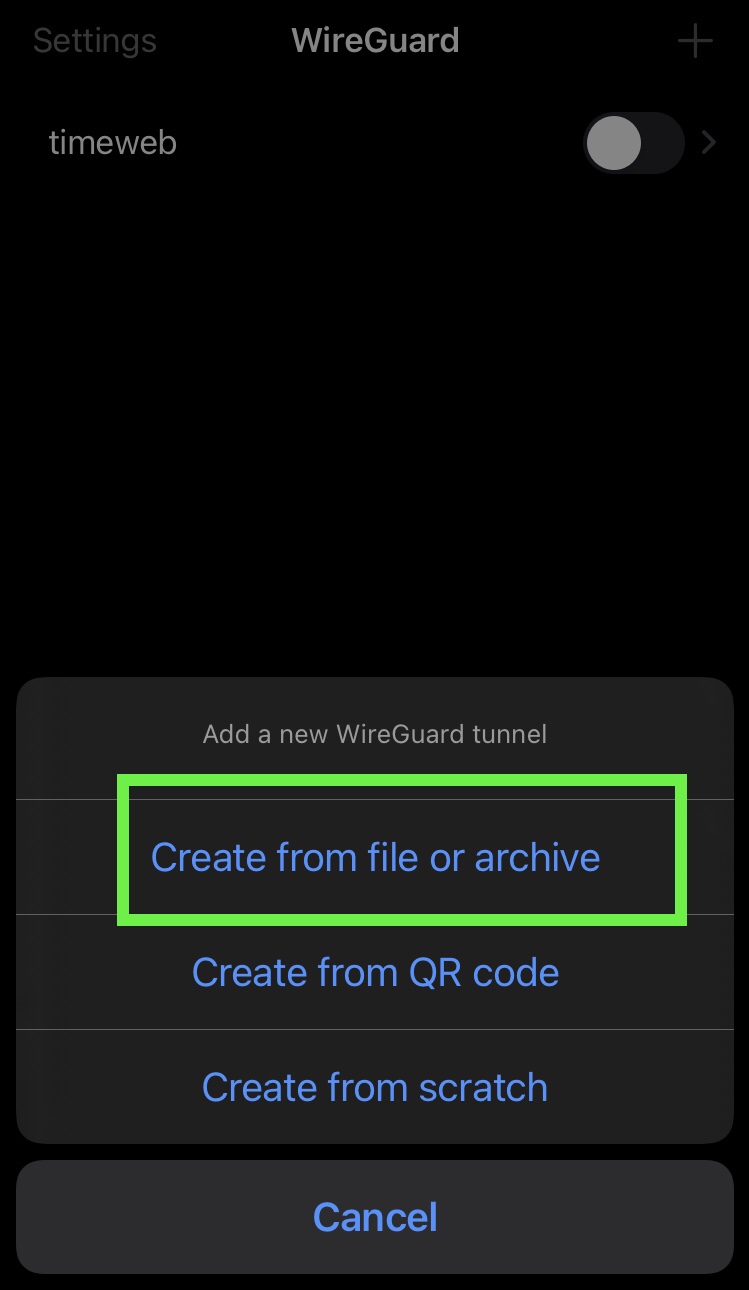 Settings WireGuard +
timeweb
Add a new WireGuard tunnel
Create from file or archive
Create from QR code
Create from scratch
Cancel